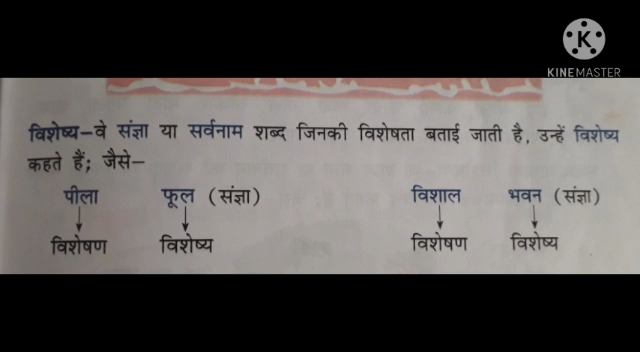 K
KINEMASTER
विशेष्य–वे संज्ञा या सर्वनाम शब्द जिनकी विशेषता बताई जाती है, उन्हें विशेष्य
कहते हैं; जैसे–
पीला फूल (संज्ञा) विशाल भवन (संज्ञा)
विशेषण विशेष्य विशेषण विशेष्य